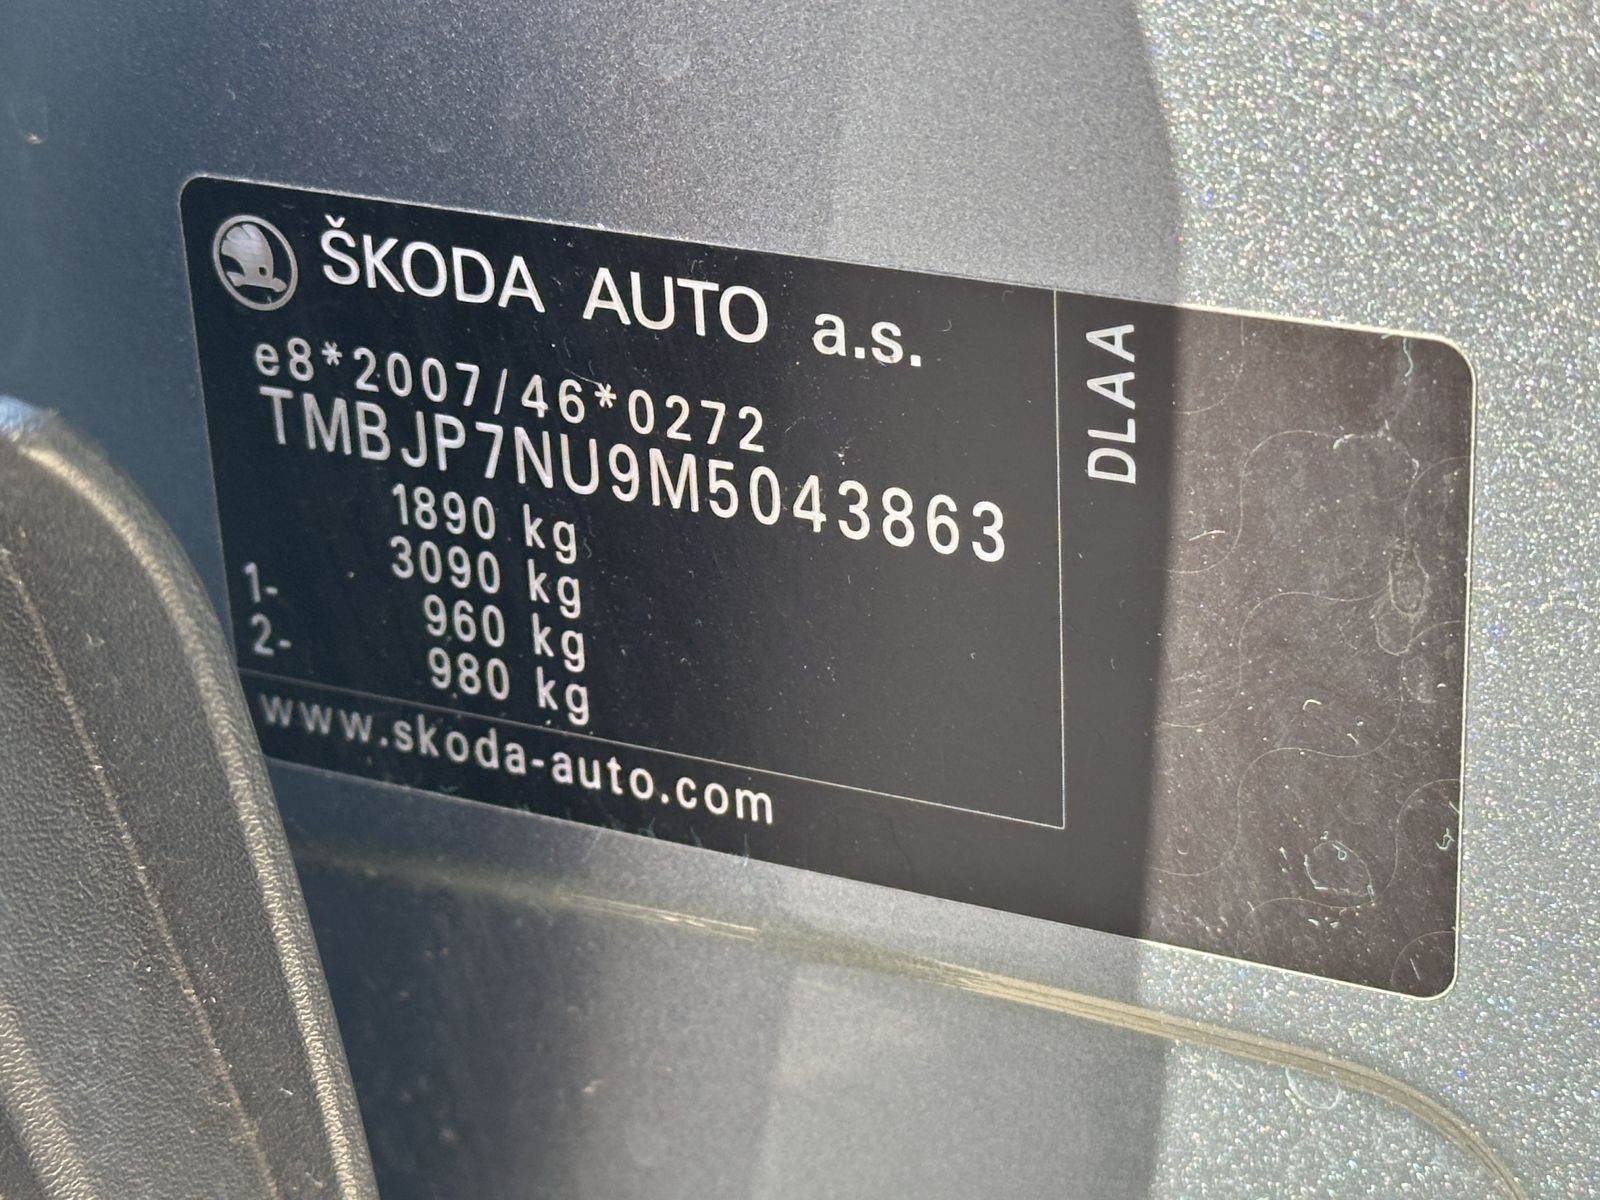 ŠKODA AUTO a.s.
e8*2007/46*0272
TMBJP7NU9M5043863
1890 kg
3090 kg
1- 960 kg
2- 980 kg
www.skoda-auto.com
DLAA